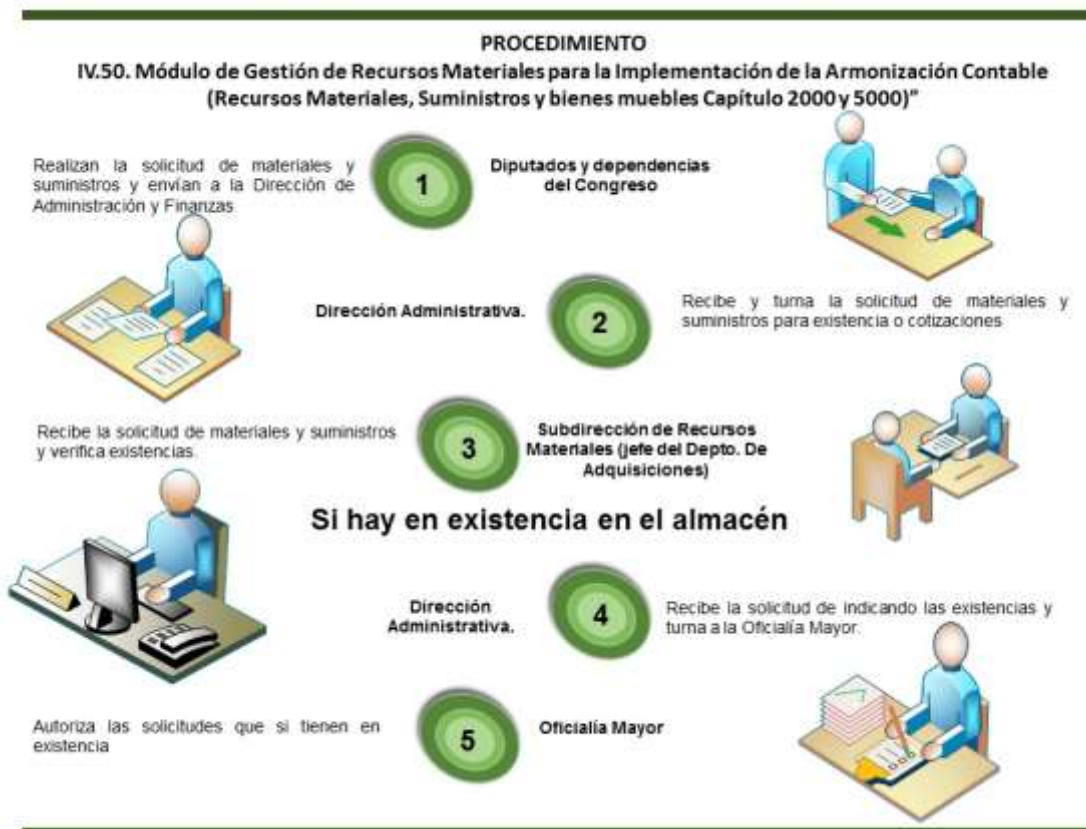 PROCEDIMIENTO
IV.50. Módulo de Gestión de Recursos Materiales para la Implementación de la Armonización Contable
(Recursos Materiales, Suministros y bienes muebles Capítulo 2000 y 5000)”
Realizan la solicitud de materiales y
suministros y envían a la Dirección de
Administración y Finanzas
1
Diputados y dependencias
del Congreso
Dirección Administrativa.
2
Recibe y turna la solicitud de materiales y
suministros para existencia o cotizaciones
Recibe la solicitud de materiales y suministros
y verifica existencias.
3
Subdirección de Recursos
Materiales (jefe del Depto. De
Adquisiciones)
Si hay en existencia en el almacén
Dirección
Administrativa.
4
Recibe la solicitud de indicando las existencias y
turna a la Oficialía Mayor.
Autoriza las solicitudes que si tienen en
existencia
5
Oficialía Mayor